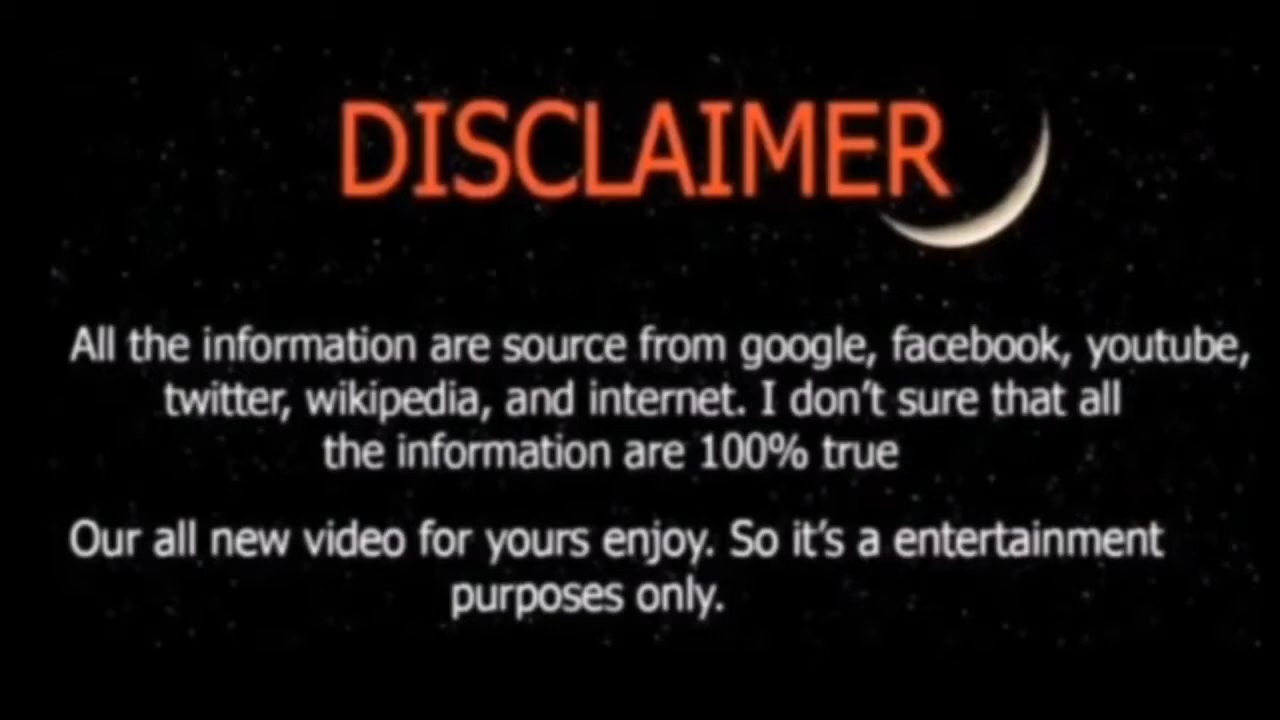 DISCLAIMER
All the information are source from google, facebook, youtube,
twitter, wikipedia, and internet. I don't sure that all
the information are 100% true
Our all new video for yours enjoy. So it's a entertainment
purposes only.